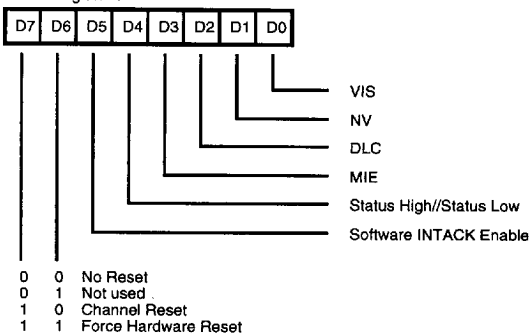 D7 D6 D5 D4 D3 D2 D1 D0
VIS
NV
DLC
MIE
Status High//Status Low
Software INTACK Enable
0 0 No Reset
0 1 Not used
1 0 Channel Reset
1 1 Force Hardware Reset